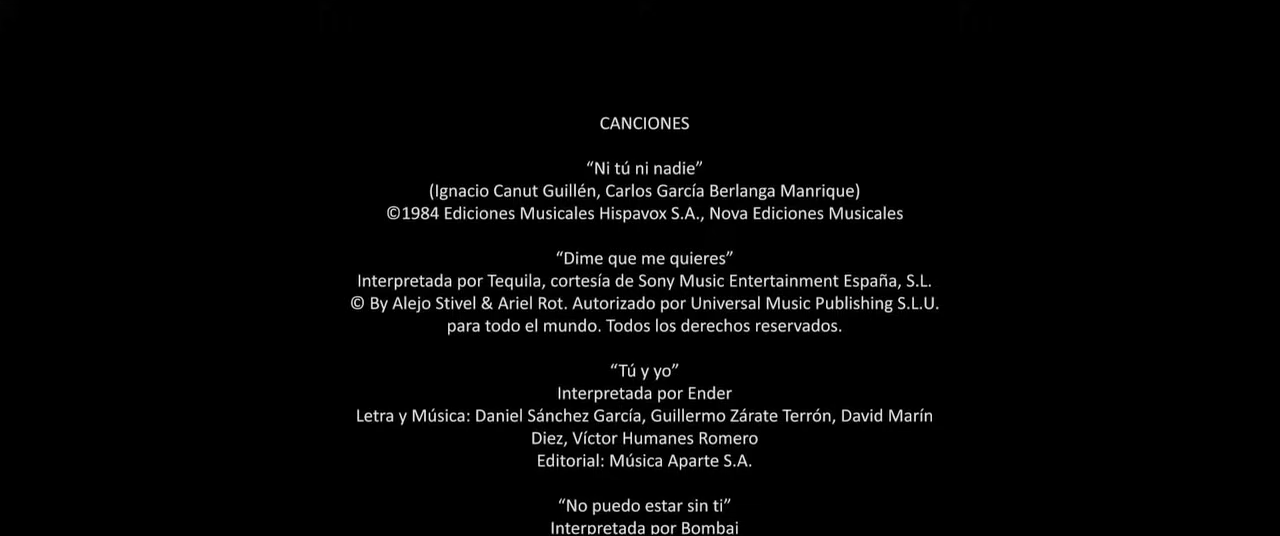 CANCIONES
“Ni tú ni nadie”
(Ignacio Canut Guillén, Carlos García Berlanga Manrique)
©1984 Ediciones Musicales Hispavox S.A., Nova Ediciones Musicales
“Dime que me quieres”
Interpretada por Tequila, cortesía de Sony Music Entertainment España, S.L.
© By Alejo Stivel & Ariel Rot. Autorizado por Universal Music Publishing S.L.U.
para todo el mundo. Todos los derechos reservados.
“Tú y yo”
Interpretada por Ender
Letra y Música: Daniel Sánchez García, Guillermo Zárate Terrón, David Marín
Diez, Víctor Humanes Romero
Editorial: Música Aparte S.A.
“No puedo estar sin ti”
Interpretada por Bombai